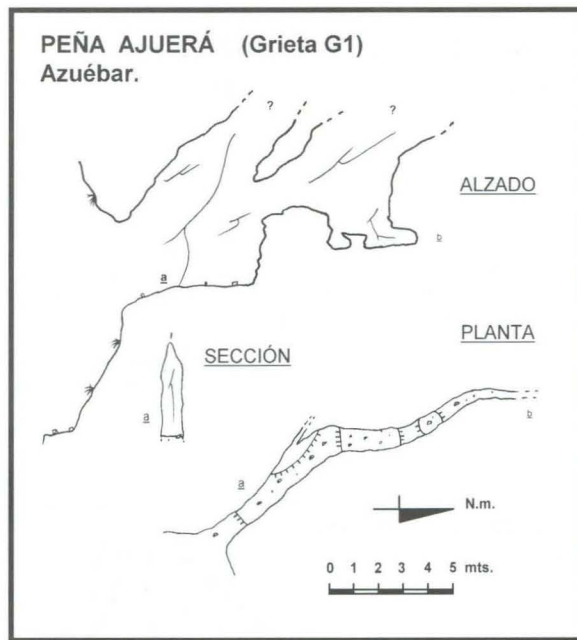 PEÑA AJUERÁ (Grieta G1)
Azuébar.
? ?
ALZADO
b
a
PLANTA
SECCIÓN
a
b
a
N.m.
0 1 2 3 4 5 mts.